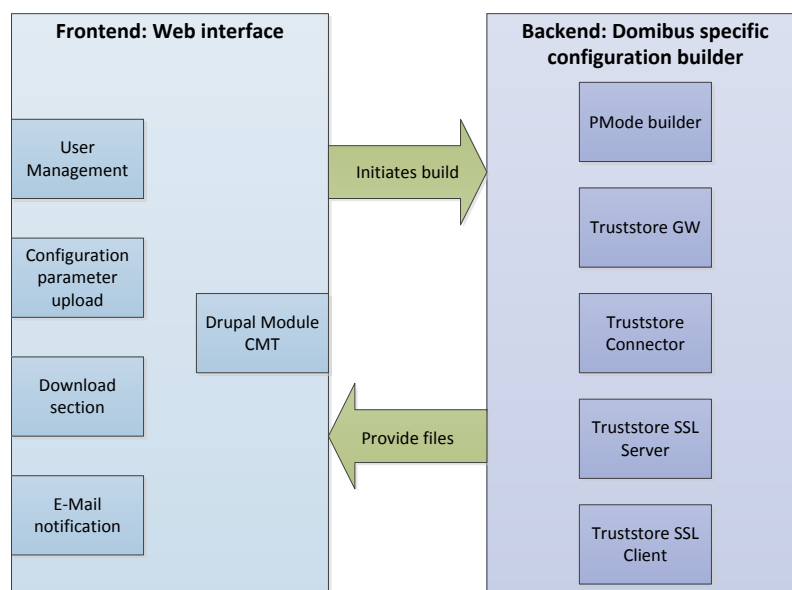 Frontend: Web interface
User
Management
Configuration
parameter
upload
Download
section
E-Mail
notification
Drupal Module
CMT
Initiates build
Provide files
Backend: Domibus specific
configuration builder
PMode builder
Truststore GW
Truststore
Connector
Truststore SSL
Server
Truststore SSL
Client